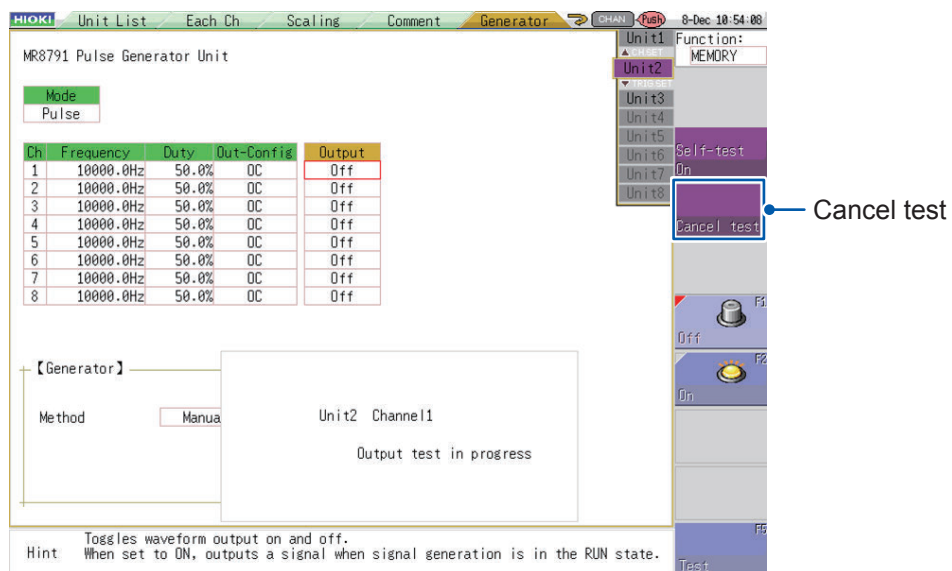 HIOKI Unit List Each Ch Scaling Comment Generator CHAN Push 8-Dec 10:54:08
Unit1 Function:
MR8791 Pulse Generator Unit ▲CH.SET MEMORY
Unit2
▼TRIG.SET
Mode Unit3
Pulse Unit4
Unit5
Ch Frequency Duty Out-Config Output Unit6 Self-test
1 10000.0Hz 50.0% OC Off Unit7 On
2 10000.0Hz 50.0% OC Off Unit8
3 10000.0Hz 50.0% OC Off
4 10000.0Hz 50.0% OC Off Cancel test
5 10000.0Hz 50.0% OC Off
6 10000.0Hz 50.0% OC Off
7 10000.0Hz 50.0% OC Off
8 10000.0Hz 50.0% OC Off
Cancel test
F1
Off
【Generator】 F2
On
Method Manua Unit2 Channel1
Output test in progress
Toggles waveform output on and off. F5
Hint When set to ON, outputs a signal when signal generation is in the RUN state.
Test